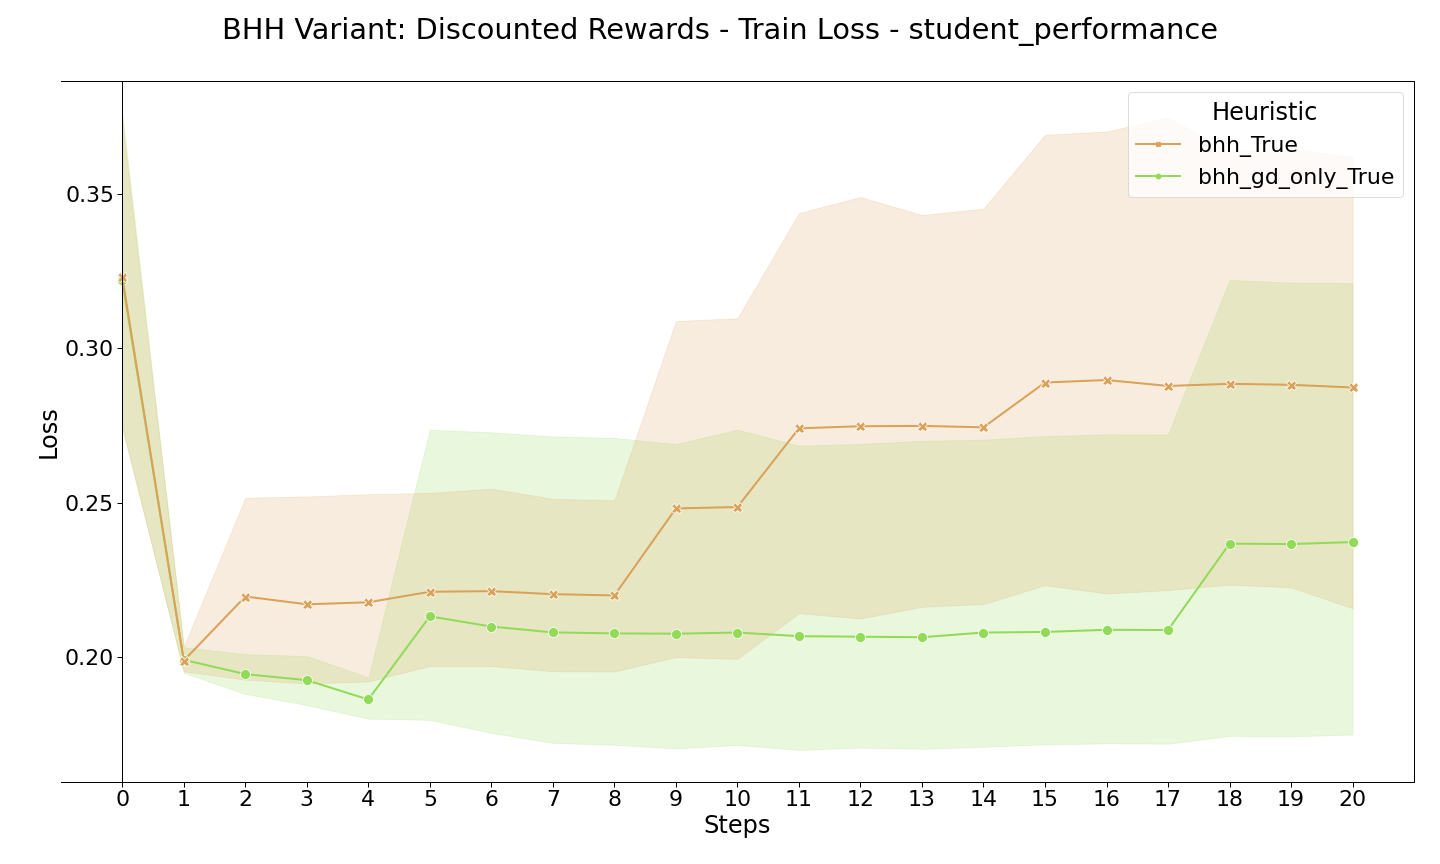 BHH Variant: Discounted Rewards - Train Loss - student_performance
Heuristic
bhh_True
bhh_gd_only_True
0.35
0.30
0.25
0.20
Loss
0 1 2 3 4 5 6 7 8 9 10 11 12 13 14 15 16 17 18 19 20
Steps